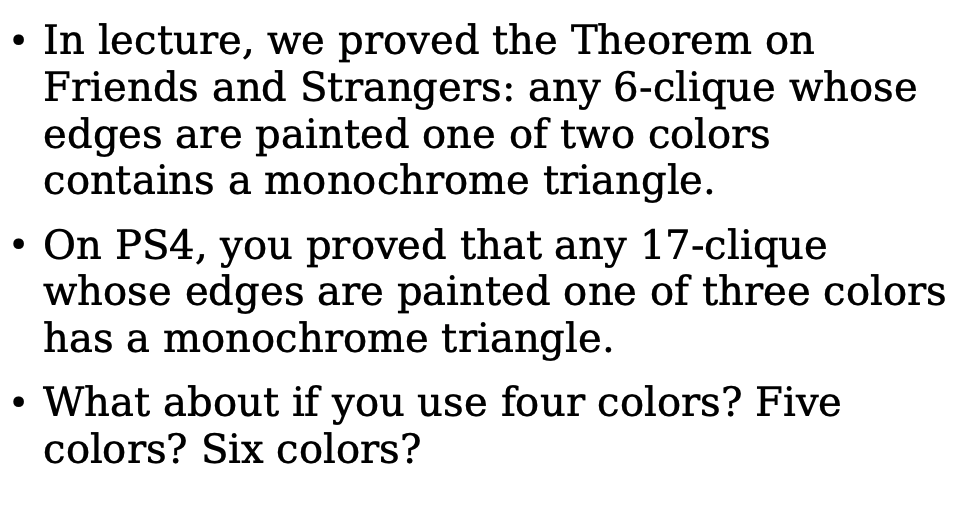 • In lecture, we proved the Theorem on
Friends and Strangers: any 6-clique whose
edges are painted one of two colors
contains a monochrome triangle.
• On PS4, you proved that any 17-clique
whose edges are painted one of three colors
has a monochrome triangle.
• What about if you use four colors? Five
colors? Six colors?